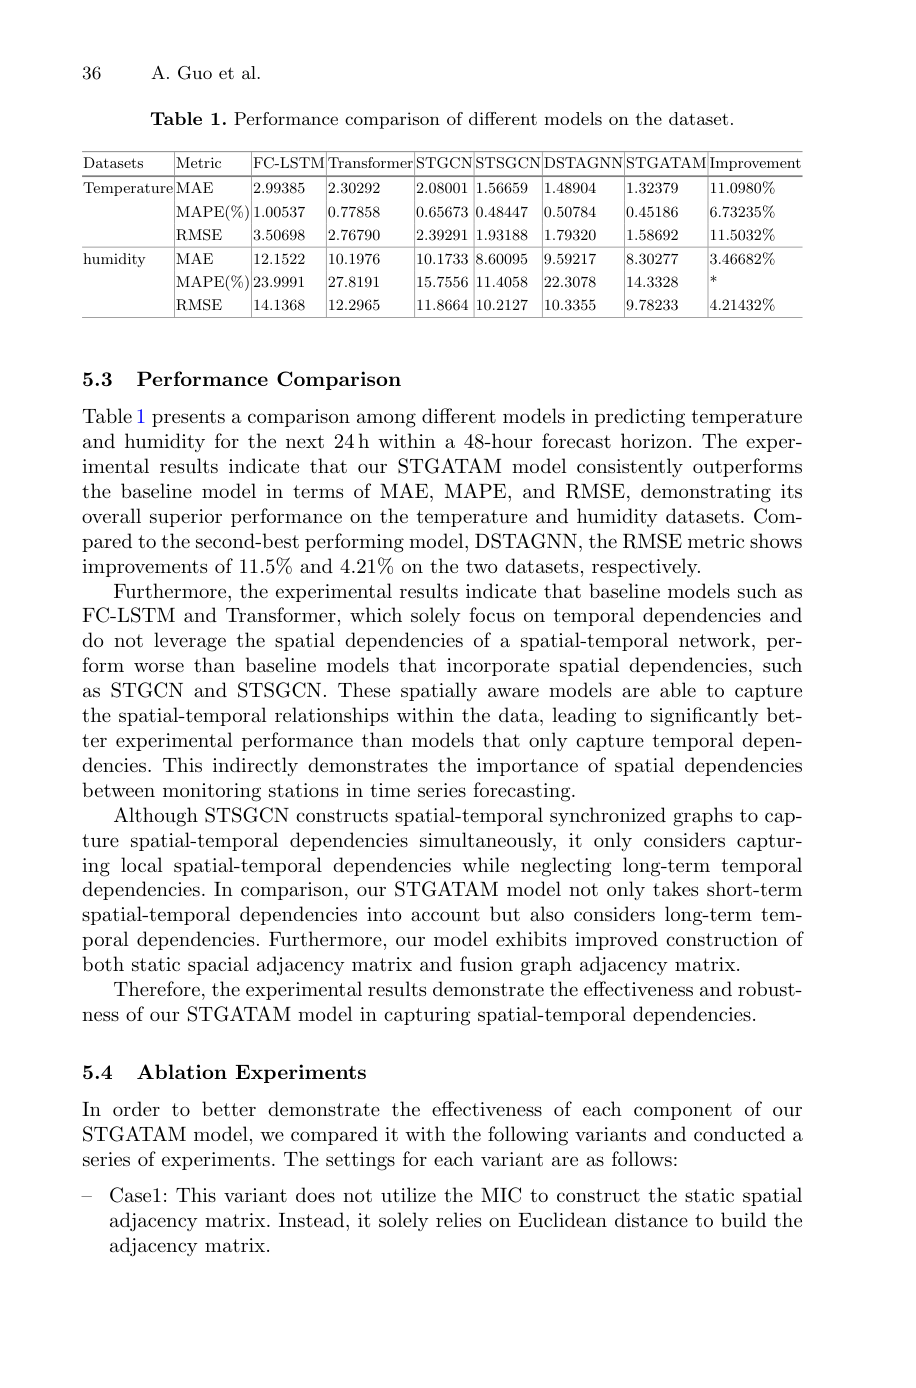 36 A. Guo et al.
Table 1. Performance comparison of different models on the dataset.
Datasets Metric FC-LSTM Transformer STGCN STSGCN DSTAGNN STGATAM Improvement
Temperature MAE 2.99385 2.30292 2.08001 1.56659 1.48904 1.32379 11.0980%
MAPE(%) 1.00537 0.77858 0.65673 0.48447 0.50784 0.45186 6.73235%
RMSE 3.50698 2.76790 2.39291 1.93188 1.79320 1.58692 11.5032%
humidity MAE 12.1522 10.1976 10.1733 8.60095 9.59217 8.30277 3.46682%
MAPE(%) 23.9991 27.8191 15.7556 11.4058 22.3078 14.3328 *
RMSE 14.1368 12.2965 11.8664 10.2127 10.3355 9.78233 4.21432%
5.3 Performance Comparison
Table 1 presents a comparison among different models in predicting temperature
and humidity for the next 24 h within a 48-hour forecast horizon. The exper-
imental results indicate that our STGATAM model consistently outperforms
the baseline model in terms of MAE, MAPE, and RMSE, demonstrating its
overall superior performance on the temperature and humidity datasets. Com-
pared to the second-best performing model, DSTAGNN, the RMSE metric shows
improvements of 11.5% and 4.21% on the two datasets, respectively.
Furthermore, the experimental results indicate that baseline models such as
FC-LSTM and Transformer, which solely focus on temporal dependencies and
do not leverage the spatial dependencies of a spatial-temporal network, per-
form worse than baseline models that incorporate spatial dependencies, such
as STGCN and STSGCN. These spatially aware models are able to capture
the spatial-temporal relationships within the data, leading to significantly bet-
ter experimental performance than models that only capture temporal depen-
dencies. This indirectly demonstrates the importance of spatial dependencies
between monitoring stations in time series forecasting.
Although STSGCN constructs spatial-temporal synchronized graphs to cap-
ture spatial-temporal dependencies simultaneously, it only considers captur-
ing local spatial-temporal dependencies while neglecting long-term temporal
dependencies. In comparison, our STGATAM model not only takes short-term
spatial-temporal dependencies into account but also considers long-term tem-
poral dependencies. Furthermore, our model exhibits improved construction of
both static spacial adjacency matrix and fusion graph adjacency matrix.
Therefore, the experimental results demonstrate the effectiveness and robust-
ness of our STGATAM model in capturing spatial-temporal dependencies.
5.4 Ablation Experiments
In order to better demonstrate the effectiveness of each component of our
STGATAM model, we compared it with the following variants and conducted a
series of experiments. The settings for each variant are as follows:
– Case1: This variant does not utilize the MIC to construct the static spatial
adjacency matrix. Instead, it solely relies on Euclidean distance to build the
adjacency matrix.